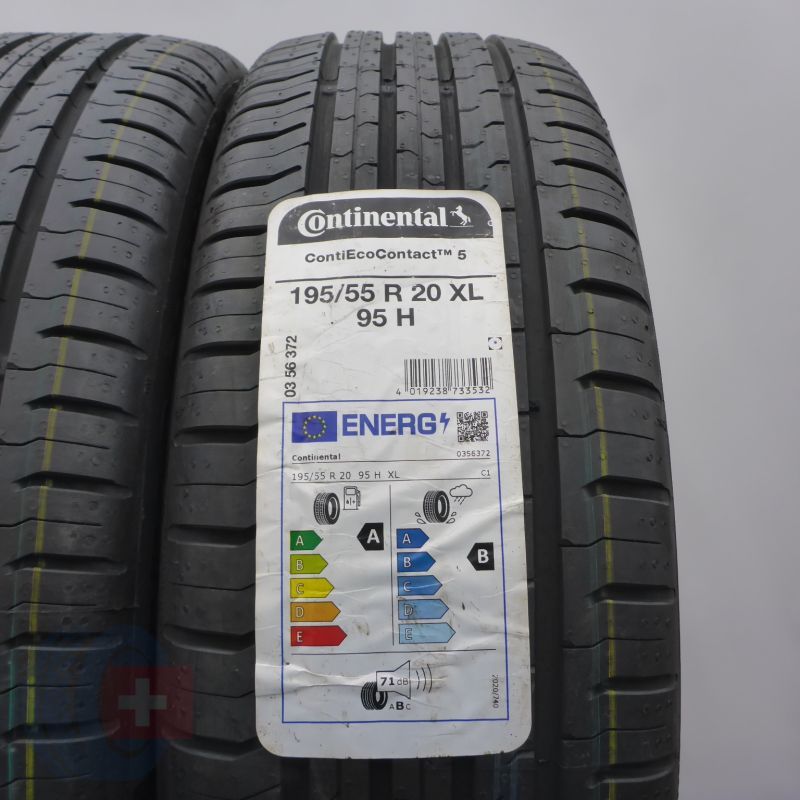 Continental
ContiEcoContact™ 5
195/55 R 20 XL
95 H
03 56 372
4 019238 733532
ENERG
Continental 0356372
195/55 R 20 95 H XL C1
A A
B
C
D
E
A
B B
C
D
E
71 dB
ABC
2020/740